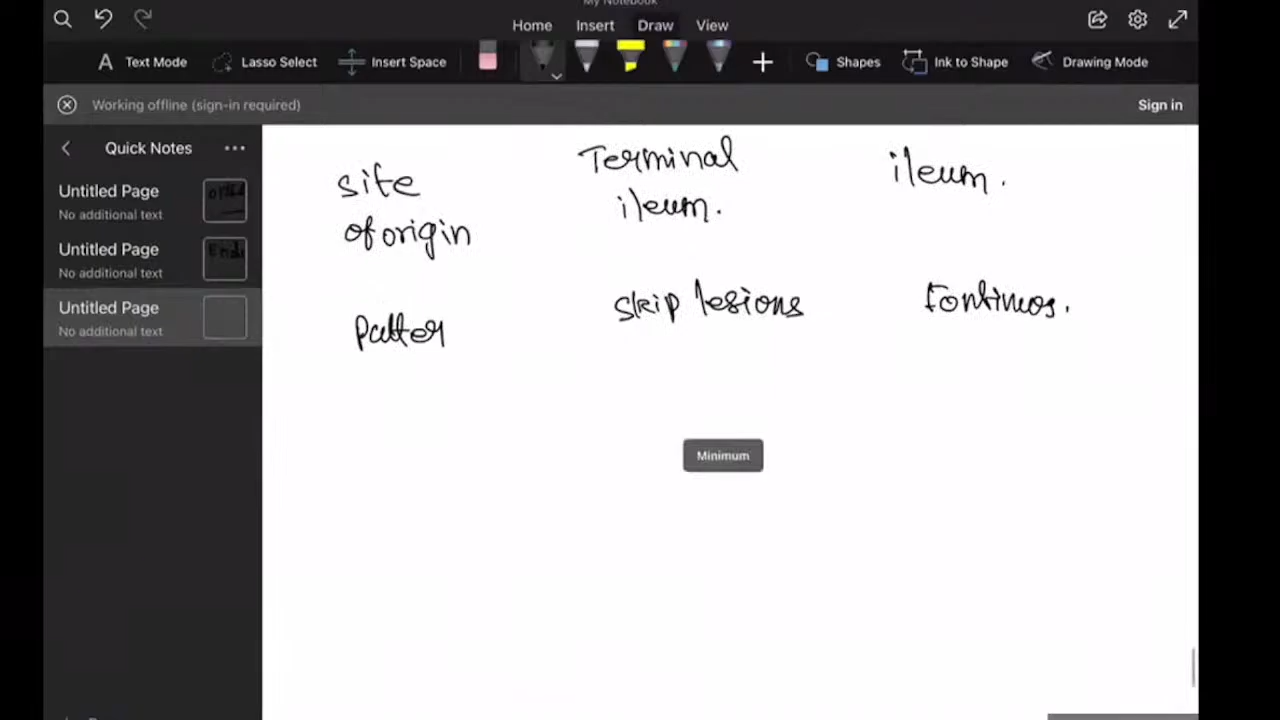 My Notebook
Home Insert Draw View
Text Mode Lasso Select Insert Space Shapes Ink to Shape Drawing Mode
Working offline (sign-in required) Sign in
Quick Notes
Untitled Page
No additional text
Untitled Page
No additional text
Untitled Page
No additional text
site of origin
Terminal ileum.
ileum.
patter
skip lesions
Contimos.
Minimum